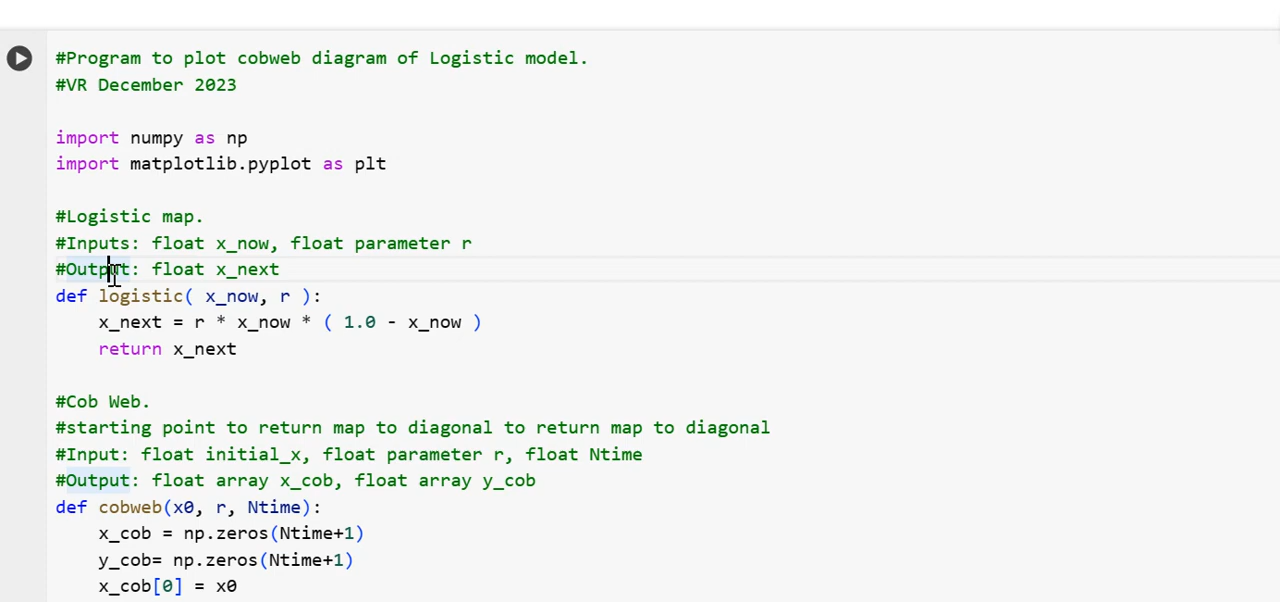 #Program to plot cobweb diagram of Logistic model.
#VR December 2023
import numpy as np
import matplotlib.pyplot as plt
#Logistic map.
#Inputs: float x_now, float parameter r
#Output: float x_next
def logistic( x_now, r ):
    x_next = r * x_now * ( 1.0 - x_now )
    return x_next
#Cob Web.
#starting point to return map to diagonal to return map to diagonal
#Input: float initial_x, float parameter r, float Ntime
#Output: float array x_cob, float array y_cob
def cobweb(x0, r, Ntime):
    x_cob = np.zeros(Ntime+1)
    y_cob= np.zeros(Ntime+1)
    x_cob[0] = x0